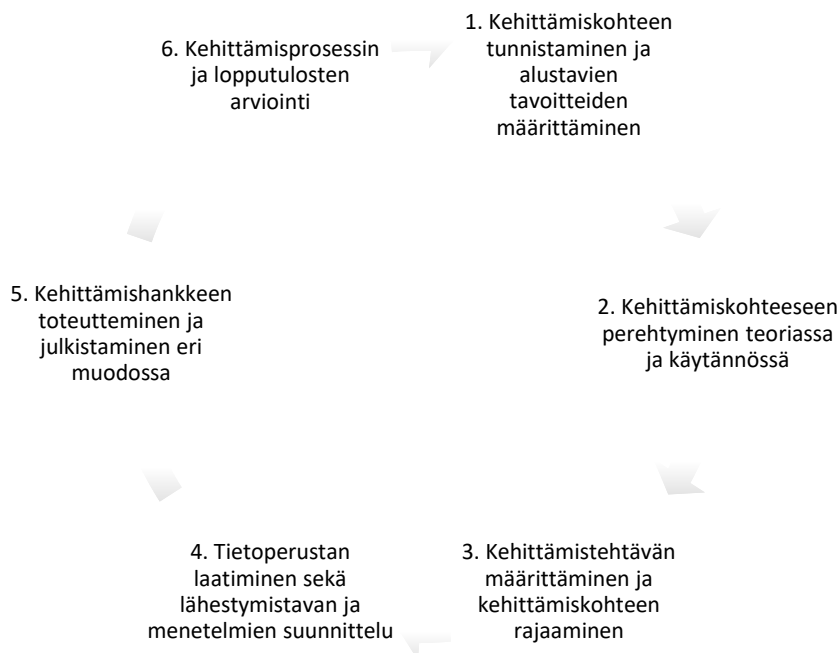 1. Kehittämiskohteen
tunnistaminen ja
alustavien
tavoitteiden
määrittäminen
2. Kehittämiskohteeseen
perehtyminen teoriassa
ja käytännössä
3. Kehittämistehtävän
määrittäminen ja
kehittämiskohteen
rajaaminen
4. Tietoperustan
laatiminen sekä
lähestymistavan ja
menetelmien suunnittelu
5. Kehittämishankkeen
toteutteminen ja
julkistaminen eri
muodossa
6. Kehittämisprosessin
ja lopputulosten
arviointi